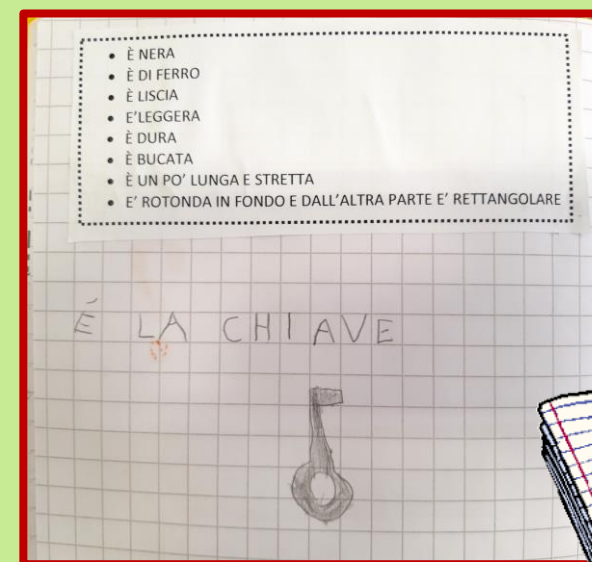 • È NERA
• È DI FERRO
• È LISCIA
• E'LEGGERA
• È DURA
• È BUCATA
• È UN PO' LUNGA E STRETTA
• E' ROTONDA IN FONDO E DALL'ALTRA PARTE E' RETTANGOLARE
É LA CHIAVE